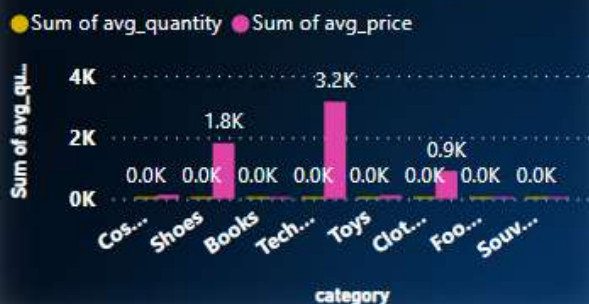 Sum of avg_quantity Sum of avg_price
Sum of avg_qu...
4K
2K
0K
0.0K 0.0K 1.8K 0.0K 0.0K 3.2K 0.0K 0.0K 0.9K 0.0K 0.0K
Cos... Shoes Books Tech... Toys Clot... Foo... Souv...
category